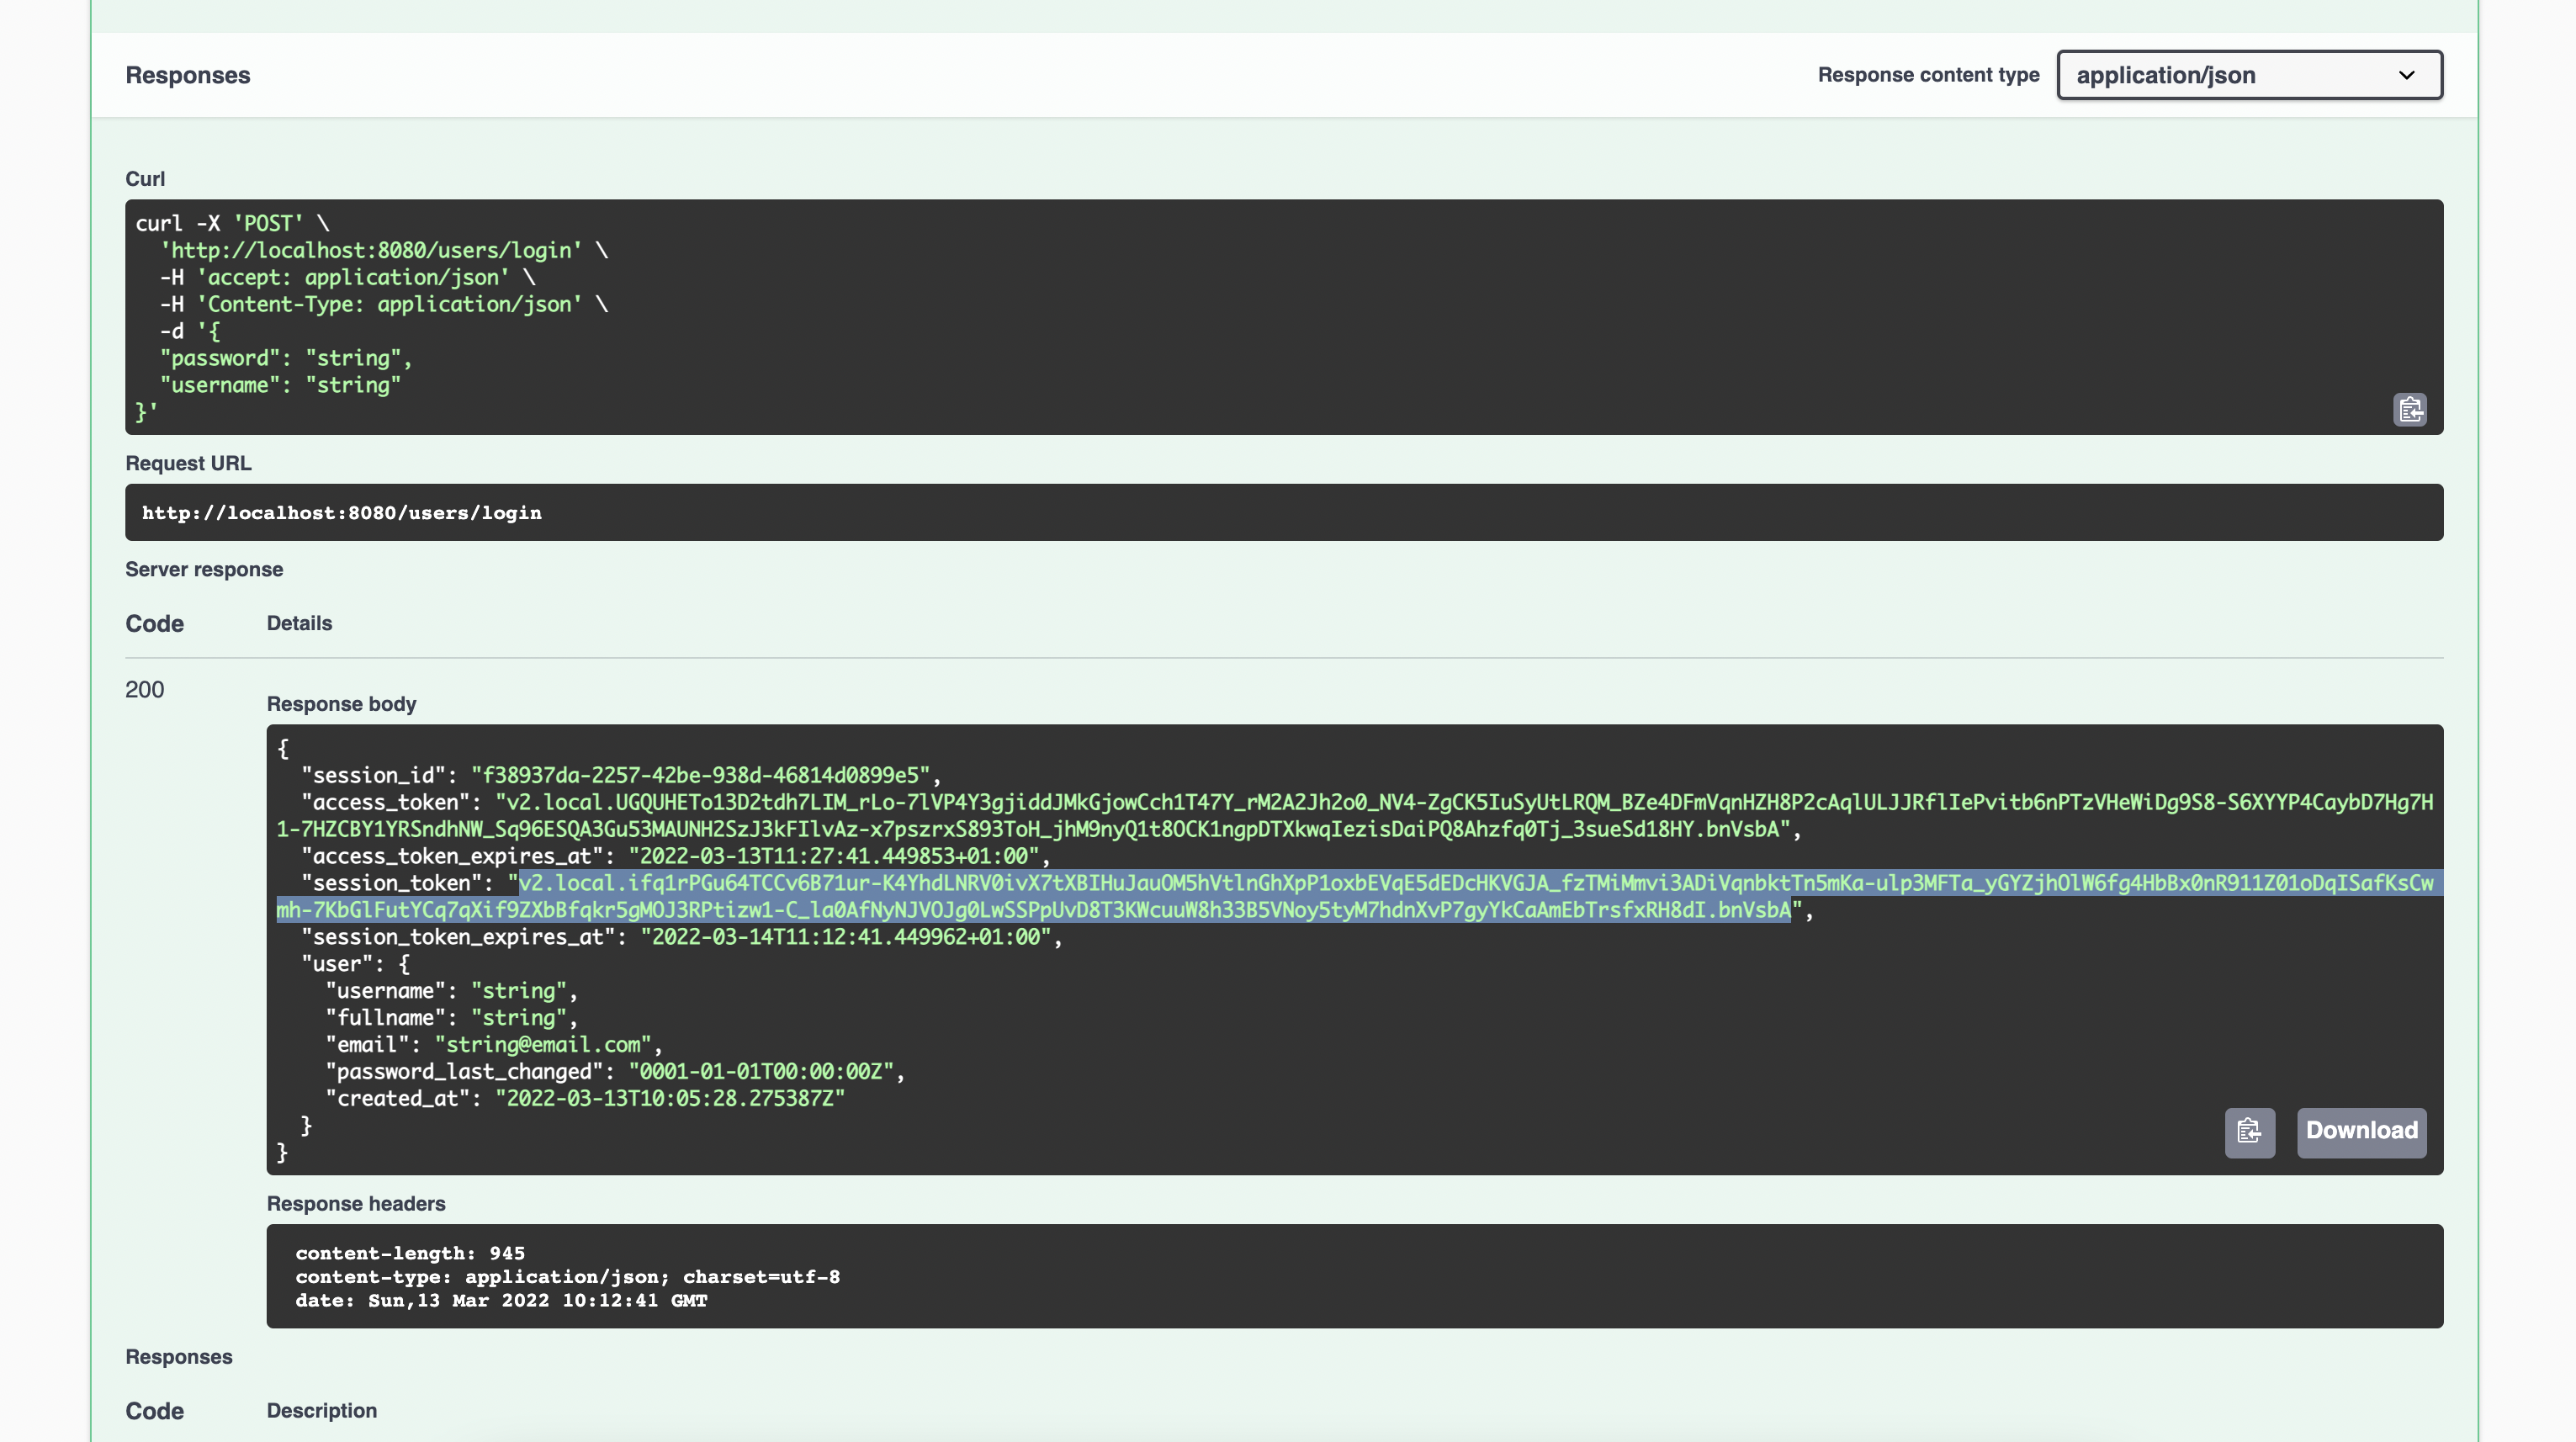 Responses
Response content type
application/json
Curl
curl -X 'POST' \
  'http://localhost:8080/users/login' \
  -H 'accept: application/json' \
  -H 'Content-Type: application/json' \
  -d '{
  "password": "string",
  "username": "string"
}'
Request URL
http://localhost:8080/users/login
Server response
Code Details
200
Response body
{
  "session_id": "f38937da-2257-42be-938d-46814d0899e5",
  "access_token": "v2.local.UGQUHETo13D2tdh7LIM_rLo-7lVP4Y3gjiddJMkGjowCch1T47Y_rM2A2Jh2o0_NV4-ZgCK5IuSyUtLRQM_BZe4DFmVqnHZH8P2cAqlULJJRflIePvitb6nPTzVHeWiDg9S8-S6XYYP4CaybD7Hg7H
1-7HZCBY1YRSndhNW_Sq96ESQA3Gu53MAUNH2SzJ3kFIlvAz-x7pszrxS893ToH_jhM9nyQ1t8OCK1ngpDTXkwqIezisDaiPQ8Ahzfq0Tj_3sueSd18HY.bnVsbA",
  "access_token_expires_at": "2022-03-13T11:27:41.449853+01:00",
  "session_token": "v2.local.ifq1rPGu64TCCv6B71ur-K4YhdLNRV0ivX7tXBIHuJauOM5hVtlnGhXpP1oxbEVqE5dEDcHKVGJA_fzTMiMmvi3ADiVqnbktTn5mKa-ulp3MFTa_yGYZjhOlW6fg4HbBx0nR911Z01oDqISafKsCw
mh-7KbGlFutYCq7qXif9ZXbBfqkr5gMOJ3RPtizw1-C_la0AfNyNJVOJg0LwSSPpUvD8T3KWcuuW8h33B5VNoy5tyM7hdnXvP7gyYkCaAmEbTrsfxRH8dI.bnVsbA",
  "session_token_expires_at": "2022-03-14T11:12:41.449962+01:00",
  "user": {
    "username": "string",
    "fullname": "string",
    "email": "string@email.com",
    "password_last_changed": "0001-01-01T00:00:00Z",
    "created_at": "2022-03-13T10:05:28.275387Z"
  }
}
Download
Response headers
content-length: 945
content-type: application/json; charset=utf-8
date: Sun,13 Mar 2022 10:12:41 GMT
Responses
Code Description